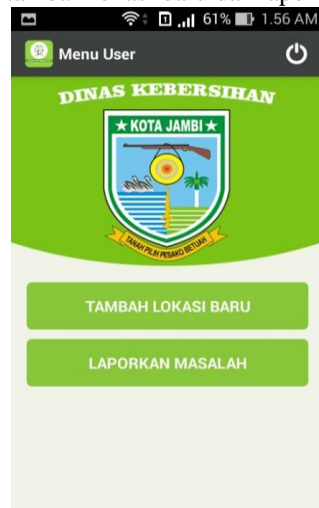 61% 1.56 AM
Menu User
DINAS KEBERSIHAN
★ KOTA JAMBI ★
TANAH PILIH PESAKO BETUAH
TAMBAH LOKASI BARU
LAPORKAN MASALAH